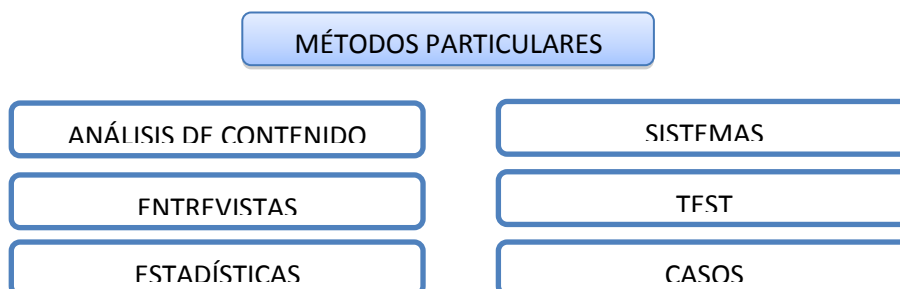 MÉTODOS PARTICULARES
ANÁLISIS DE CONTENIDO
SISTEMAS
ENTREVISTAS
TEST
ESTADÍSTICAS
CASOS